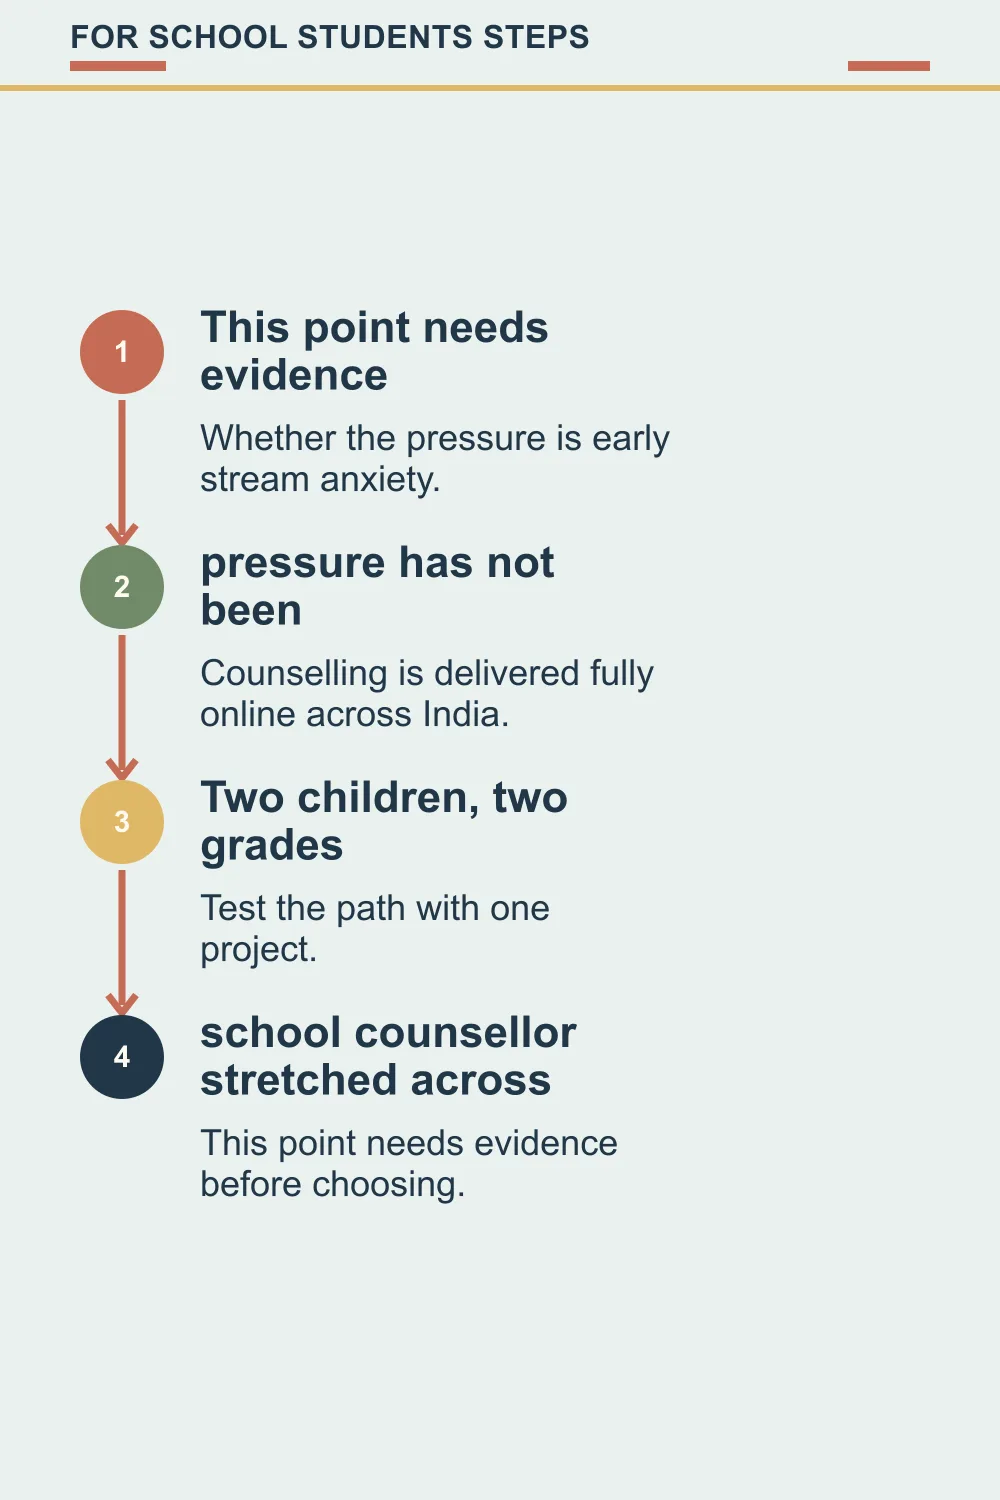 FOR SCHOOL STUDENTS STEPS
1
This point needs
evidence
Whether the pressure is early
stream anxiety.
2
pressure has not
been
Counselling is delivered fully
online across India.
3
Two children, two
grades
Test the path with one
project.
4
school counsellor
stretched across
This point needs evidence
before choosing.